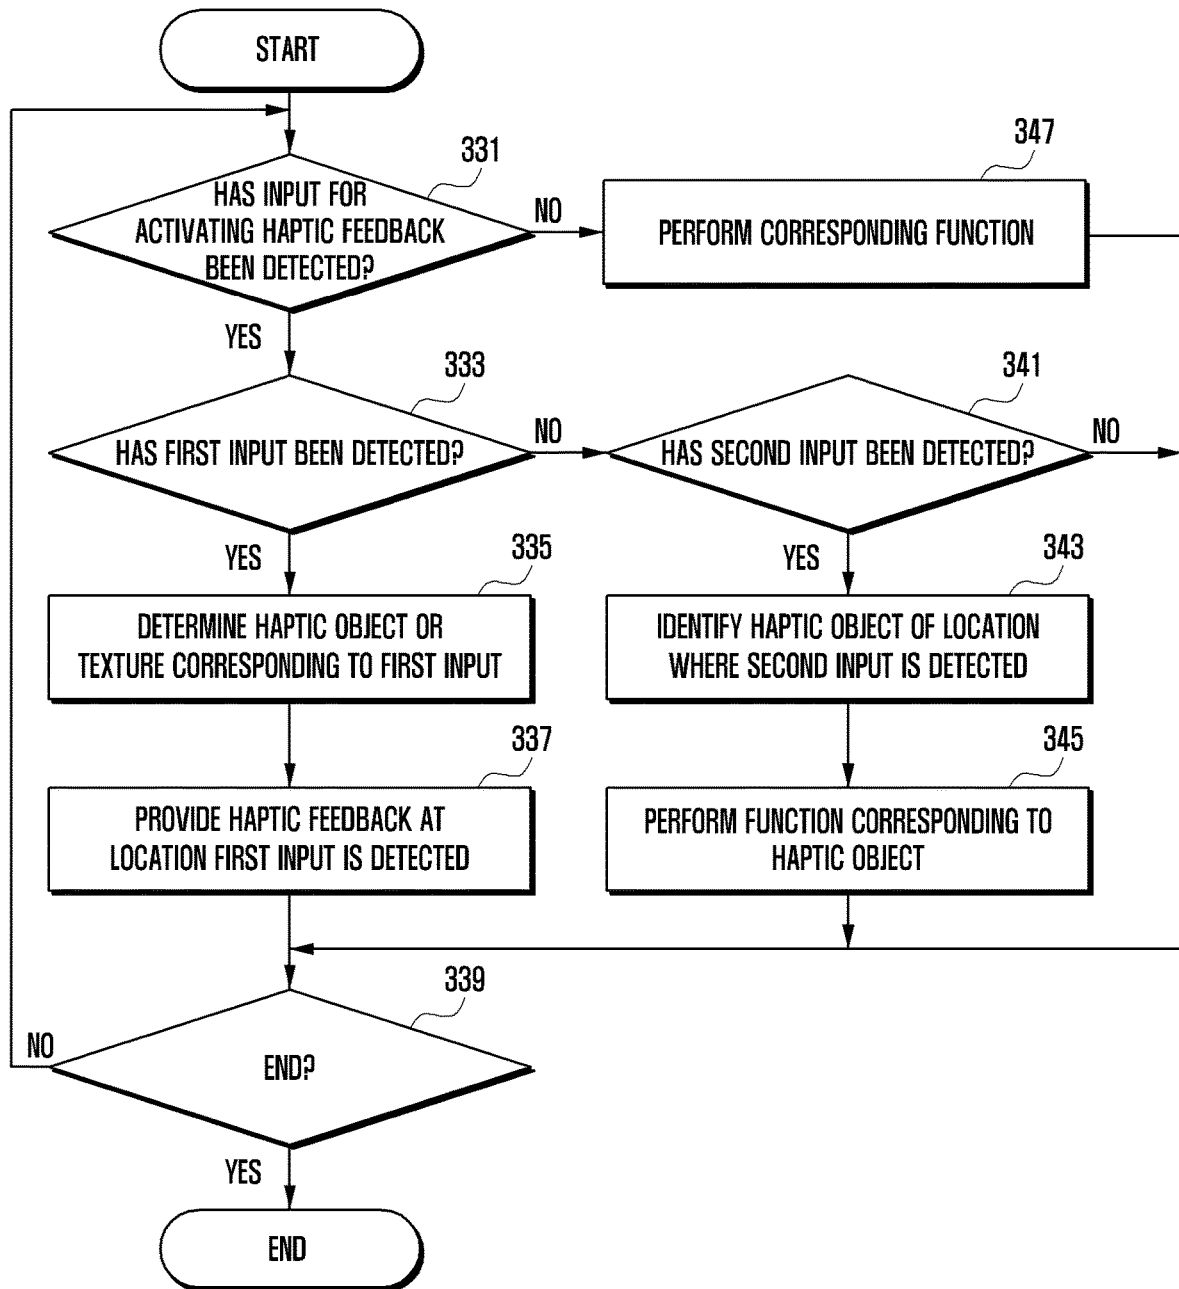 START
331
HAS INPUT FOR
ACTIVATING HAPTIC FEEDBACK
BEEN DETECTED?
NO
347
PERFORM CORRESPONDING FUNCTION
YES
333
HAS FIRST INPUT BEEN DETECTED?
NO
341
HAS SECOND INPUT BEEN DETECTED?
NO
YES
335
DETERMINE HAPTIC OBJECT OR
TEXTURE CORRESPONDING TO FIRST INPUT
YES
343
IDENTIFY HAPTIC OBJECT OF LOCATION
WHERE SECOND INPUT IS DETECTED
337
PROVIDE HAPTIC FEEDBACK AT
LOCATION FIRST INPUT IS DETECTED
345
PERFORM FUNCTION CORRESPONDING TO
HAPTIC OBJECT
339
NO
END?
YES
END